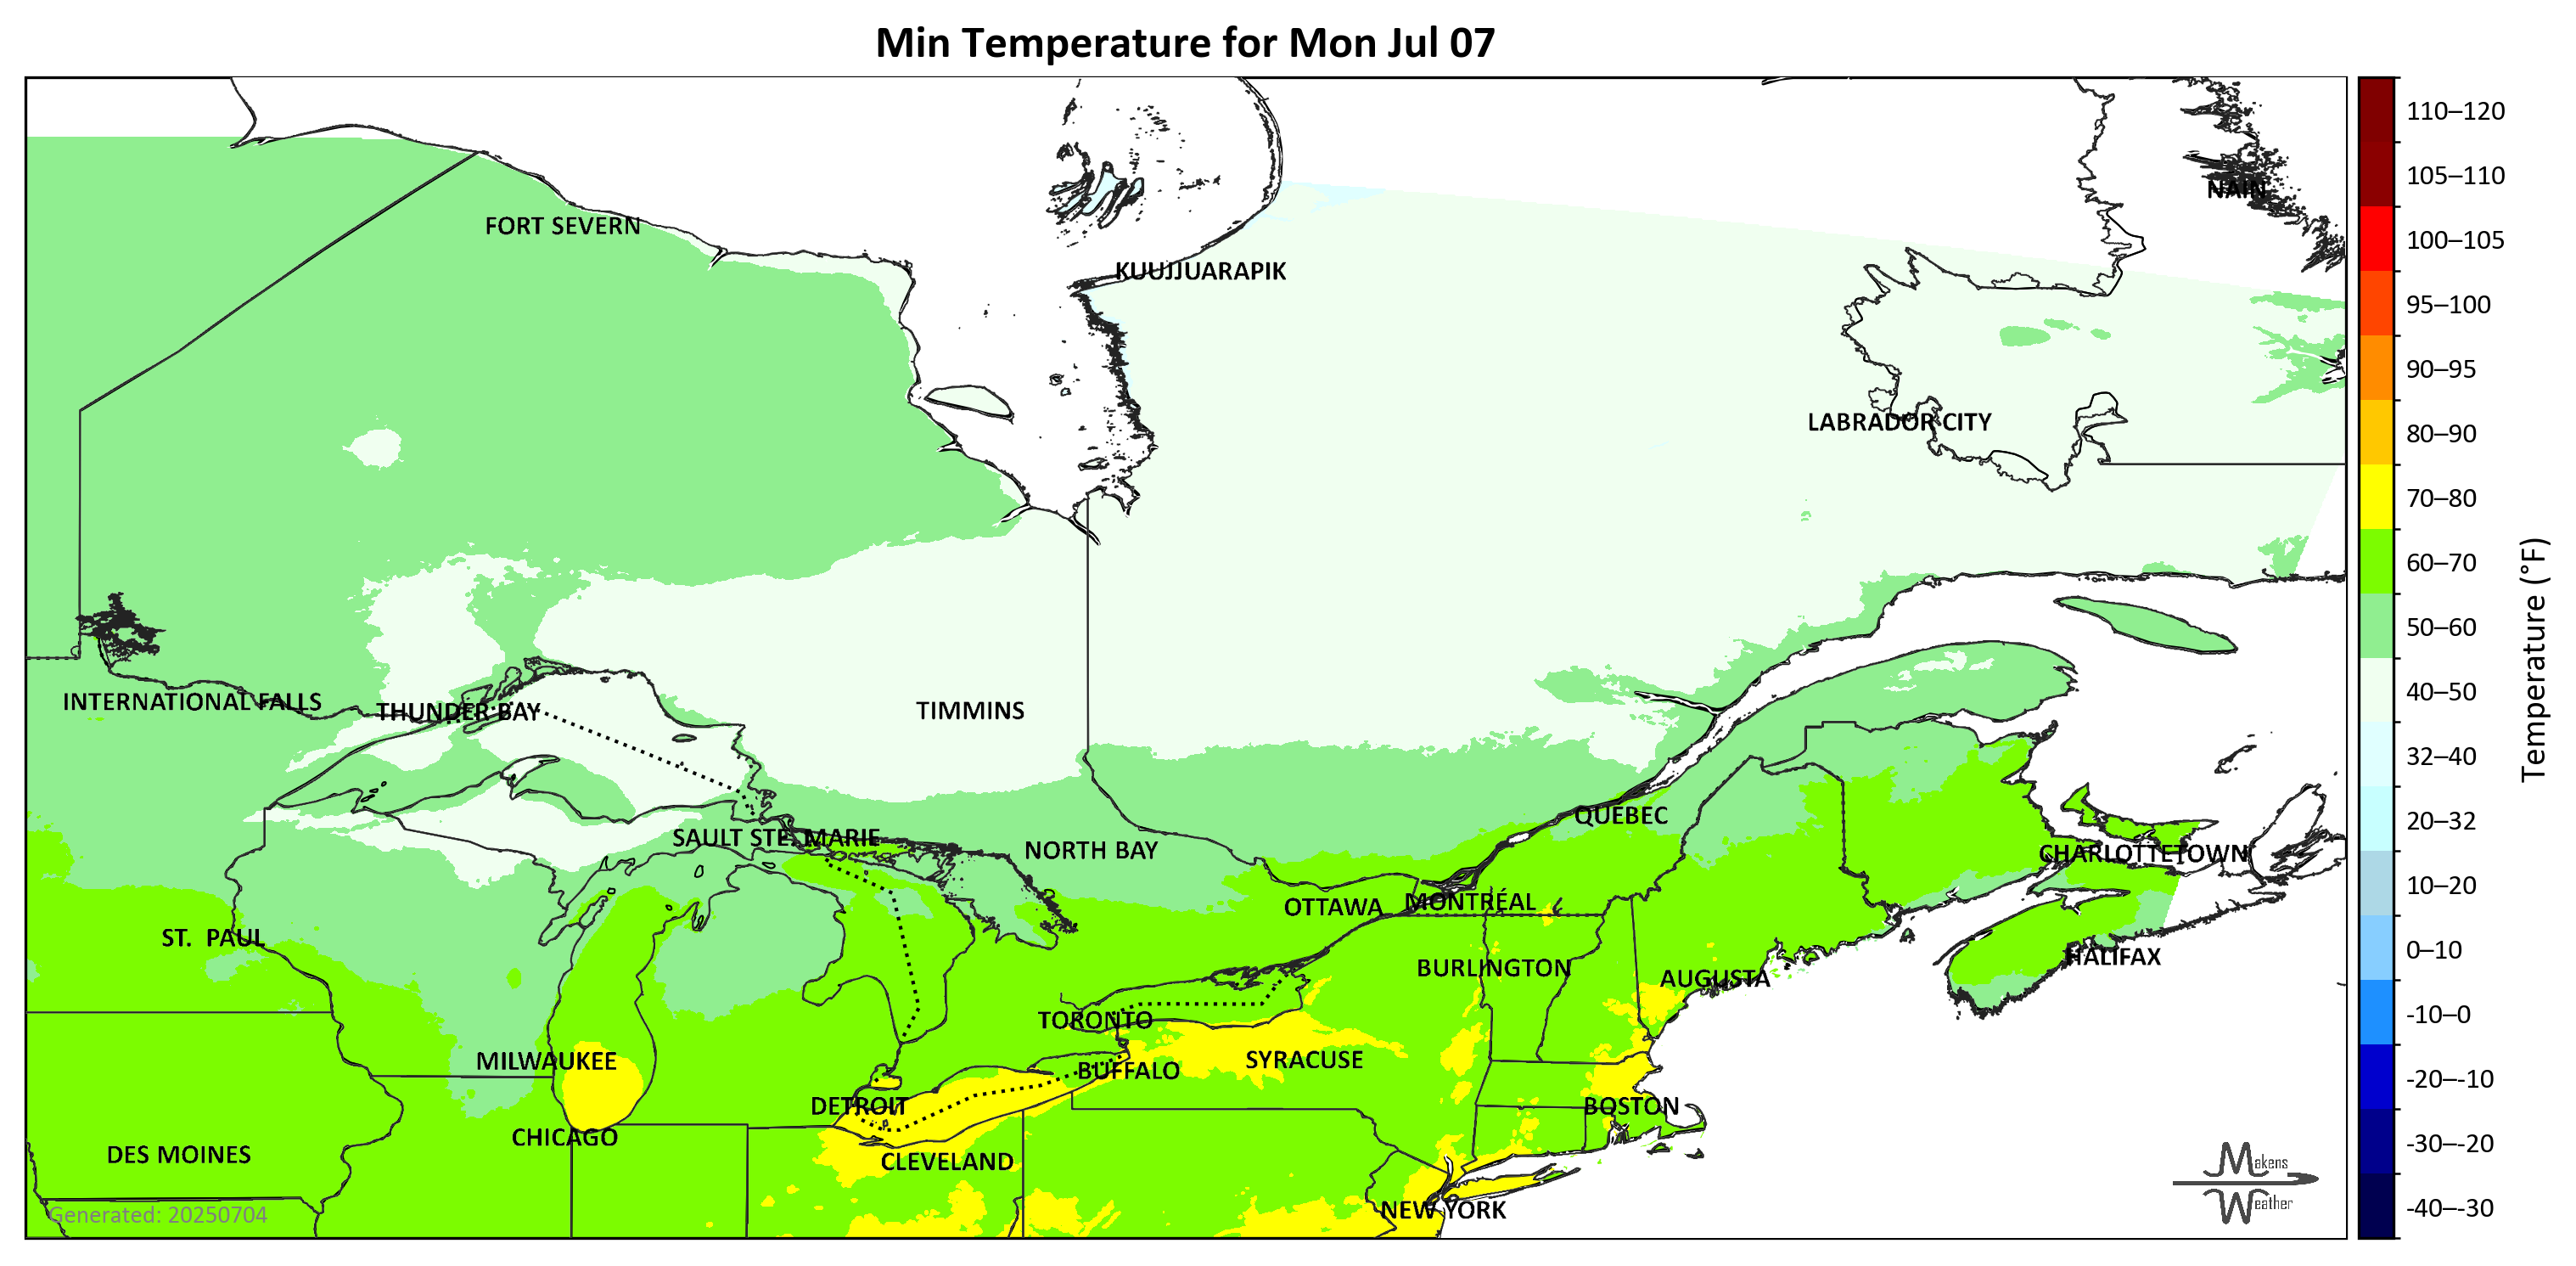 Min Temperature for Mon Jul 07
NAIN
FORT SEVERN
KUUJJUARAPIK
LABRADOR CITY
INTERNATIONAL FALLS
THUNDER BAY
TIMMINS
QUEBEC
SAULT STE. MARIE
NORTH BAY
CHARLOTTETOWN
OTTAWA
MONTRÉAL
ST. PAUL
HALIFAX
BURLINGTON
AUGUSTA
TORONTO
MILWAUKEE
SYRACUSE
BUFFALO
DETROIT
BOSTON
CHICAGO
DES MOINES
CLEVELAND
NEW YORK
Generated: 20250704
Makens
Weather
110–120
105–110
100–105
95–100
90–95
80–90
70–80
60–70
50–60
40–50
32–40
20–32
10–20
0–10
-10–0
-20–-10
-30–-20
-40–-30
Temperature (°F)